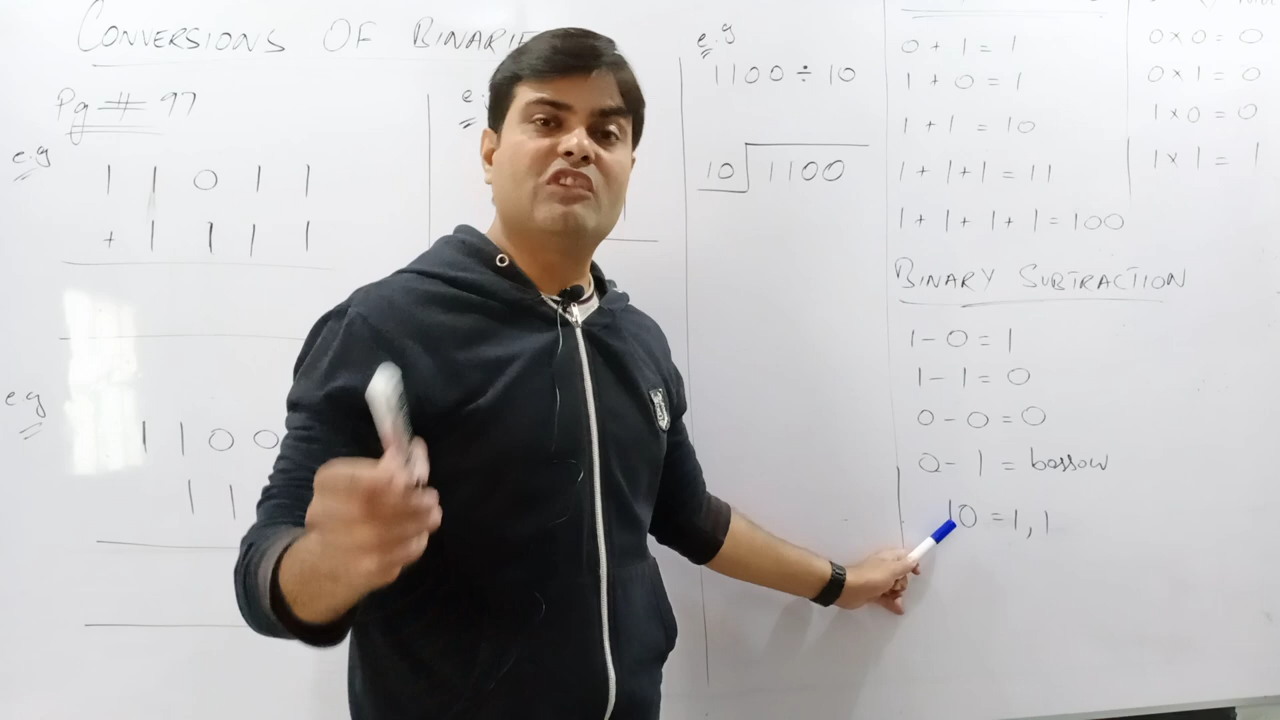 CONVERSIONS OF BINARIE
Pg # 97
e.g
1 1 0 1 1
+ 1 1 1 1
e.g
1 1 0 0
1 1
e.
e.g
1100 ÷ 10
10 1100
0 + 1 = 1
1 + 0 = 1
1 + 1 = 10
1 + 1 + 1 = 11
1 + 1 + 1 + 1 = 100
BINARY SUBTRACTION
1 - 0 = 1
1 - 1 = 0
0 - 0 = 0
0 - 1 = borrow
10 = 1, 1
0 x 0 = 0
0 x 1 = 0
1 x 0 = 0
1 x 1 = 1